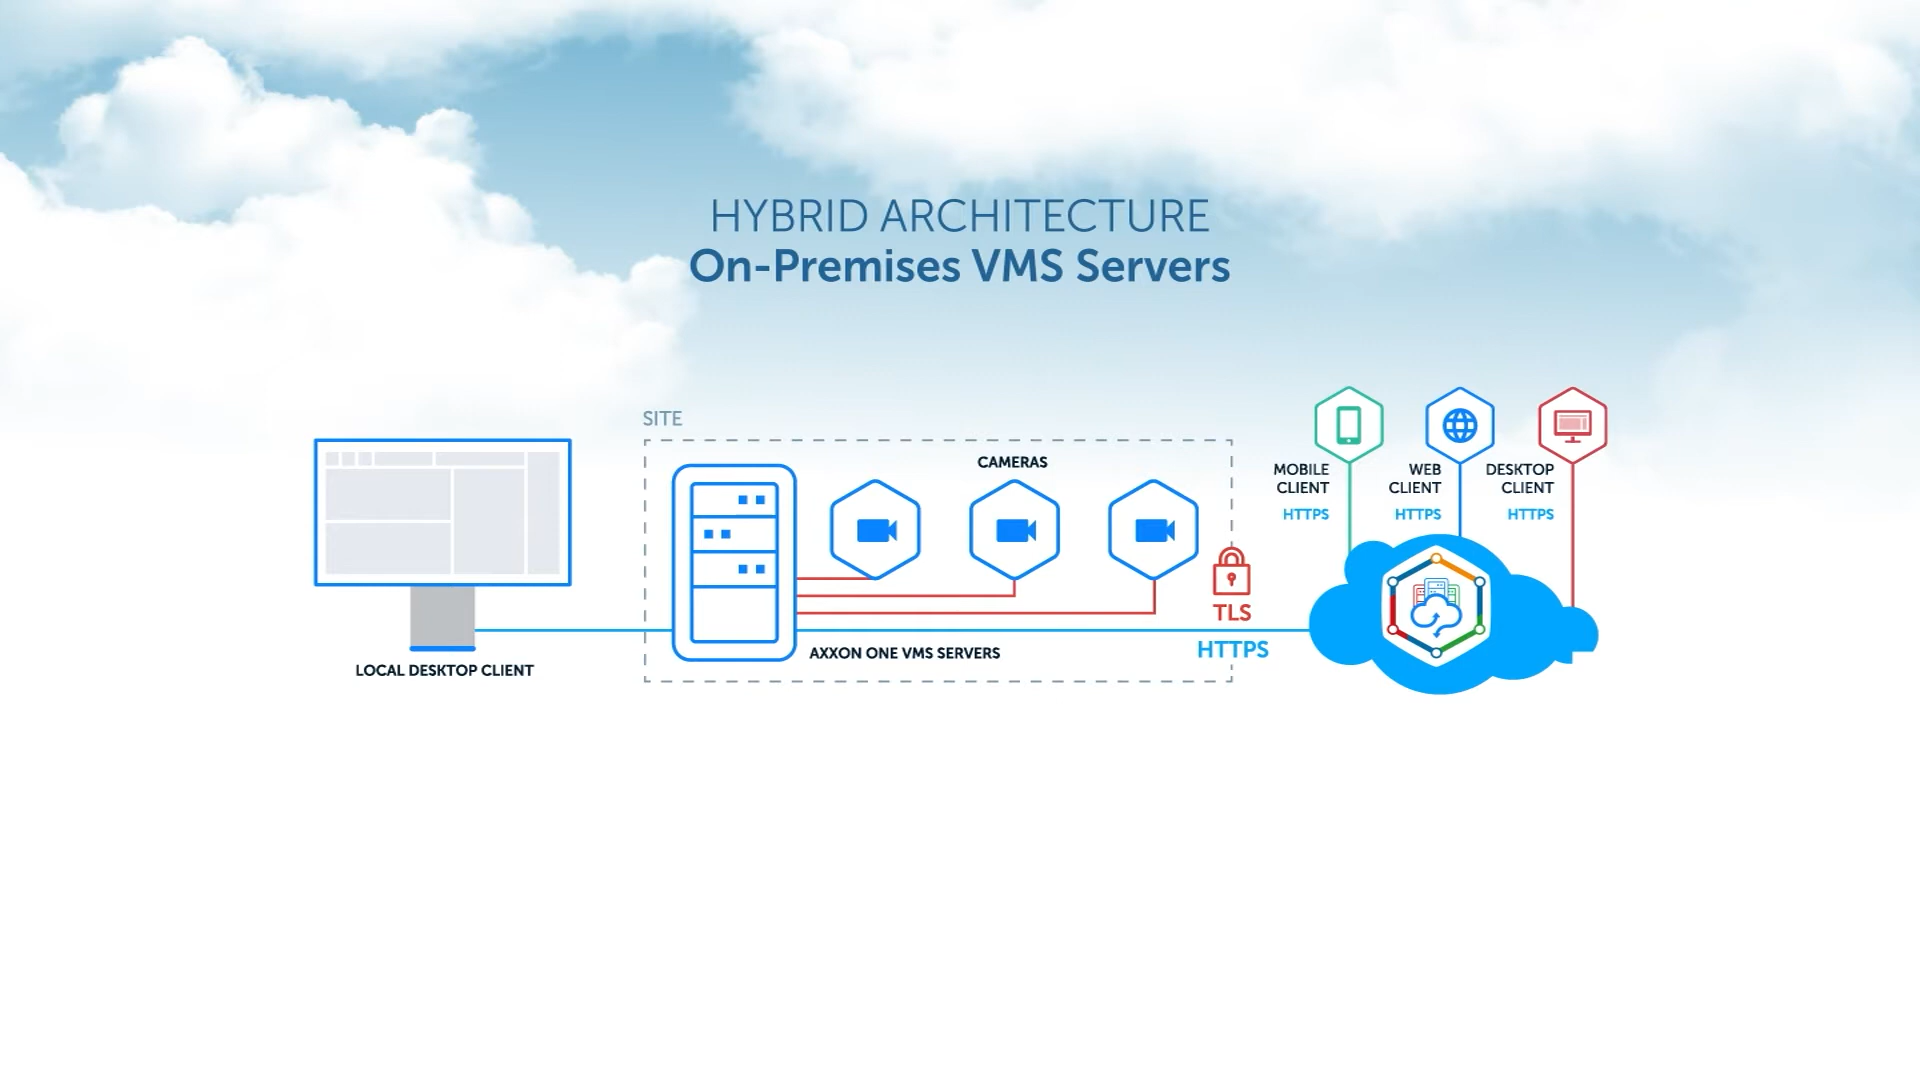 HYBRID ARCHITECTURE
On-Premises VMS Servers
SITE
CAMERAS
MOBILE
CLIENT
HTTPS
WEB
CLIENT
HTTPS
DESKTOP
CLIENT
HTTPS
TLS
HTTPS
AXXON ONE VMS SERVERS
LOCAL DESKTOP CLIENT